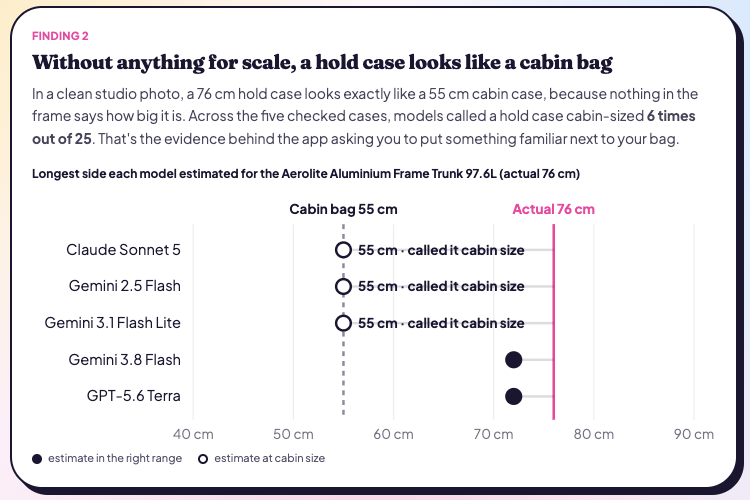 FINDING 2
Without anything for scale, a hold case looks like a cabin bag
In a clean studio photo, a 76 cm hold case looks exactly like a 55 cm cabin case, because nothing in the
frame says how big it is. Across the five checked cases, models called a hold case cabin-sized 6 times
out of 25. That's the evidence behind the app asking you to put something familiar next to your bag.
Longest side each model estimated for the Aerolite Aluminium Frame Trunk 97.6L (actual 76 cm)
Cabin bag 55 cm
Actual 76 cm
Claude Sonnet 5
55 cm · called it cabin size
Gemini 2.5 Flash
55 cm · called it cabin size
Gemini 3.1 Flash Lite
55 cm · called it cabin size
Gemini 3.8 Flash
GPT-5.6 Terra
40 cm
50 cm
60 cm
70 cm
80 cm
90 cm
estimate in the right range
estimate at cabin size